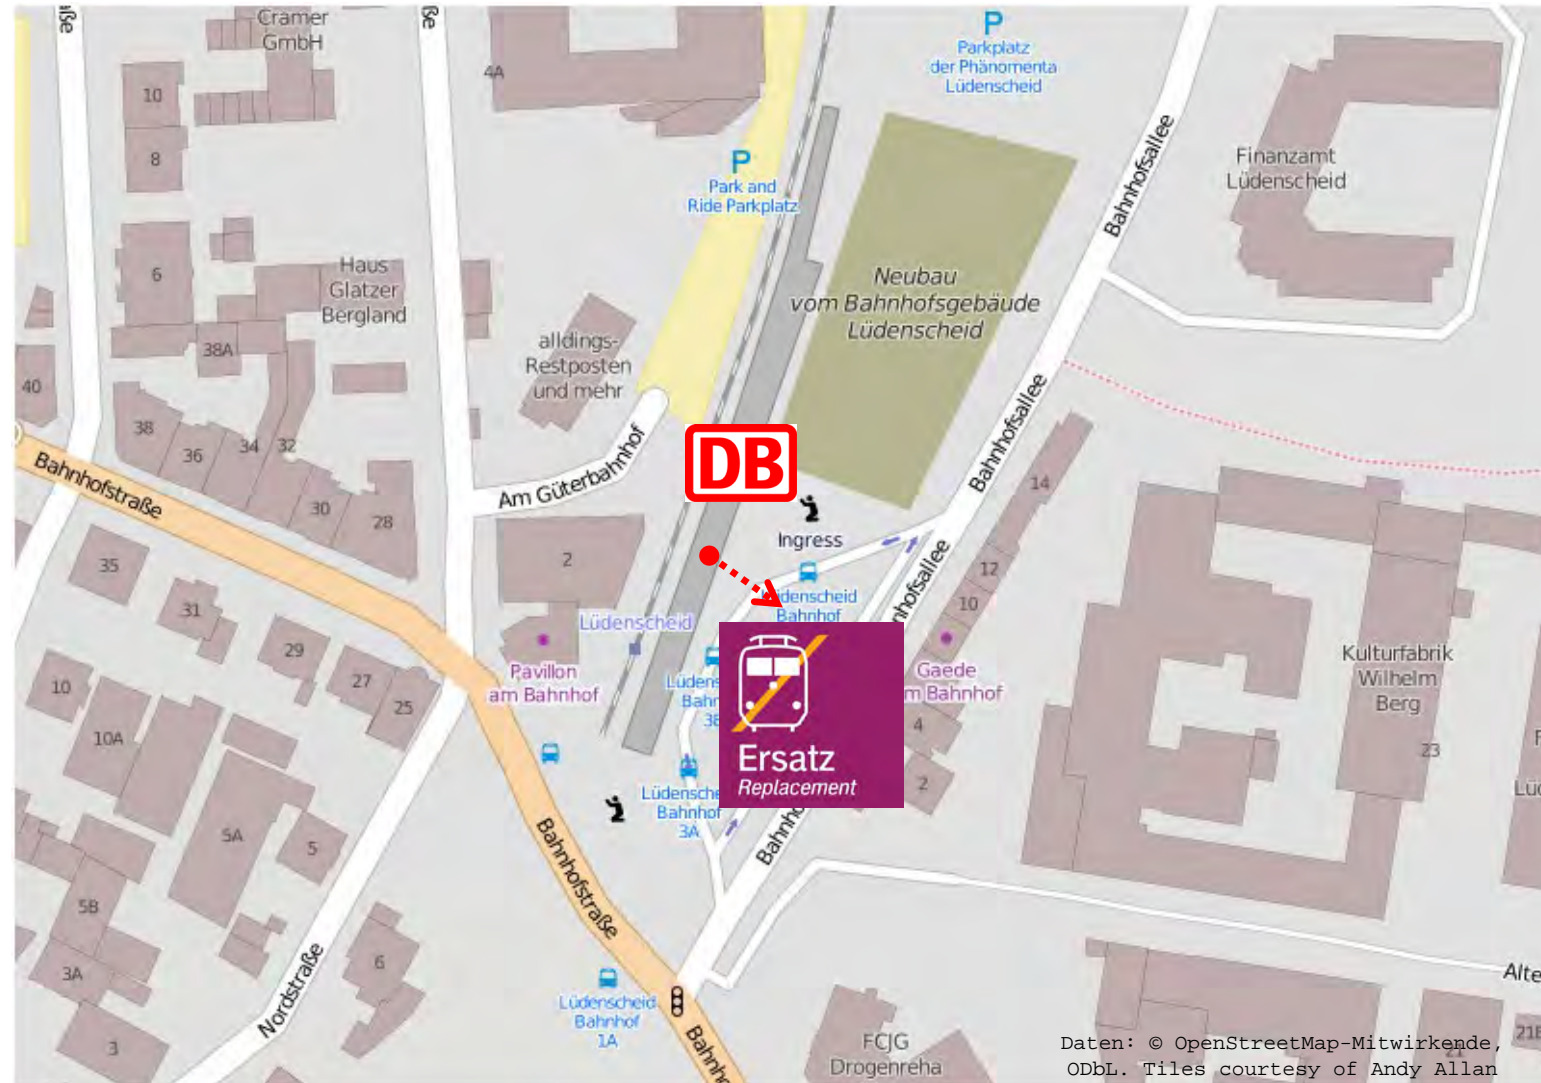 Cramer
GmbH
4A
10
8
6
P
Parkplatz
der Phänomenta
Lüdenscheid
P
Park and
Ride Parkplatz
Bahnhofsallee
Finanzamt
Lüdenscheid
Haus
Glatzer
Bergland
Neubau
vom Bahnhofsgebäude
Lüdenscheid
alldings-
Restposten
und mehr
38A
40
38
36
34
32
30
28
Bahnhofstraße
Am Güterbahnhof
DB
Bahnhofsallee
14
Ingress
12
10
2
35
31
29
27
25
10
10A
Lüdenscheid
Lüdenscheid
Bahnhof
Pavillon
am Bahnhof
Gaede
4
2
Kulturfabrik
Wilhelm
Berg
23
Ersatz
Replacement
Bahnhof
3A
5A
5
5B
3A
3
6
Bahnhofstraße
Nordstraße
Lüdenscheid
Bahnhof
1A
FCJG
Drogenreha
21
Daten: © OpenStreetMap-Mitwirkende,
ODbL. Tiles courtesy of Andy Allan